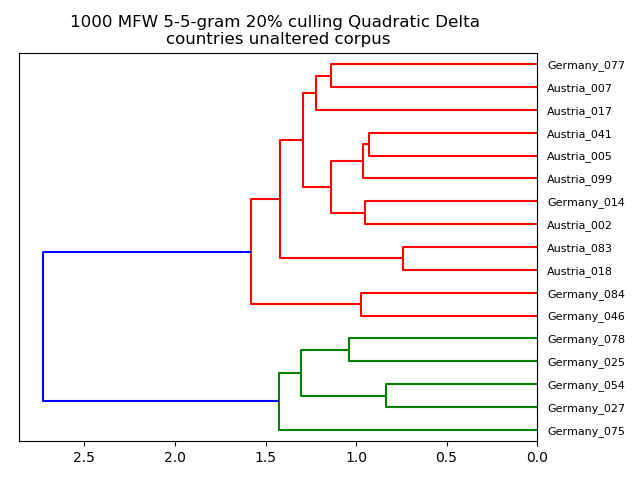 1000 MFW 5-5-gram 20% culling Quadratic Delta
countries unaltered corpus
Germany_077
Austria_007
Austria_017
Austria_041
Austria_005
Austria_099
Germany_014
Austria_002
Austria_083
Austria_018
Germany_084
Germany_046
Germany_078
Germany_025
Germany_054
Germany_027
Germany_075
2.5 2.0 1.5 1.0 0.5 0.0